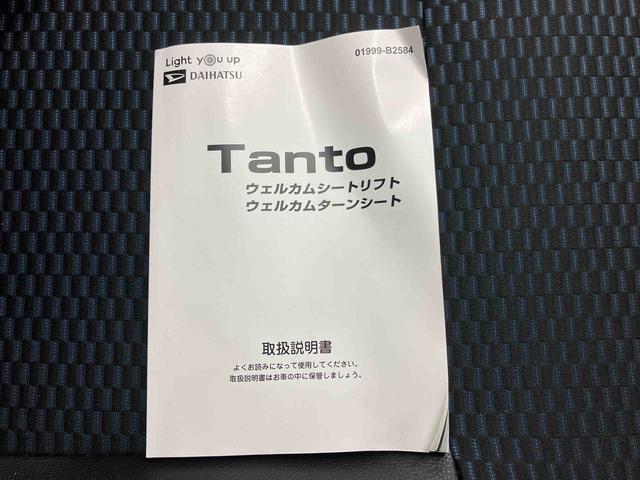 Light you up
01999-B2584
DAIHATSU
Tanto
ウェルカムシートリフト
ウェルカムターンシート
取扱説明書
よくお読みになって使用してください。
取扱説明書はお車の中に保管しましょう。